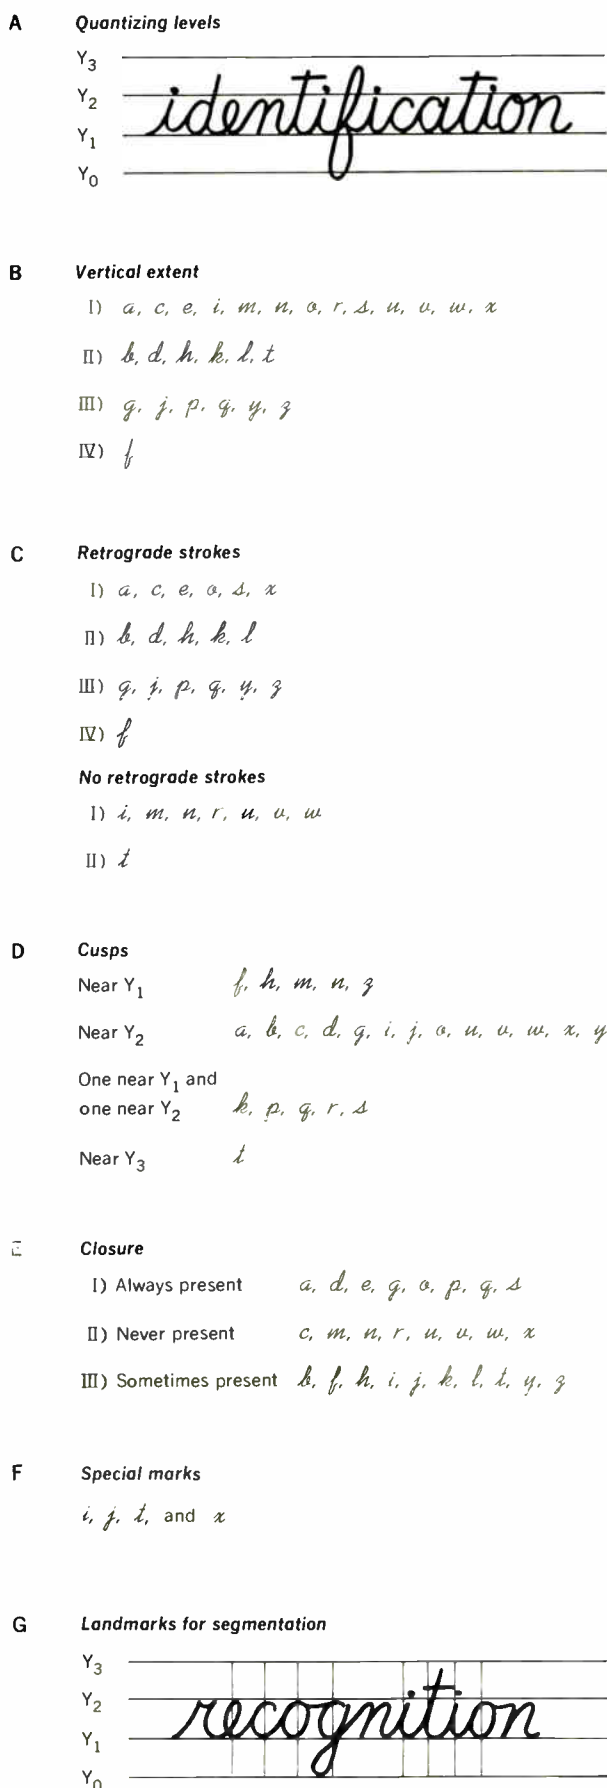 A Quantizing levels
Y3
Y2
Y1
Y0
identification
B Vertical extent
I) a, c, e, i, m, n, o, r, s, u, v, w, x
II) b, d, h, k, l, t
III) g, j, p, q, y, z
IV) f
C Retrograde strokes
I) a, c, e, o, s, x
II) b, d, h, k, l
III) g, j, p, q, y, z
IV) f
No retrograde strokes
I) i, m, n, r, u, v, w
II) t
D Cusps
Near Y1 f, h, m, n, z
Near Y2 a, b, c, d, g, i, j, o, u, v, w, x, y
One near Y1 and
one near Y2 k, p, q, r, s
Near Y3 t
E Closure
I) Always present a, d, e, g, o, p, q, s
II) Never present c, m, n, r, u, v, w, x
III) Sometimes present b, f, h, i, j, k, l, t, y, z
F Special marks
i, j, t, and x
G Landmarks for segmentation
Y3
Y2
Y1
Y0
recognition